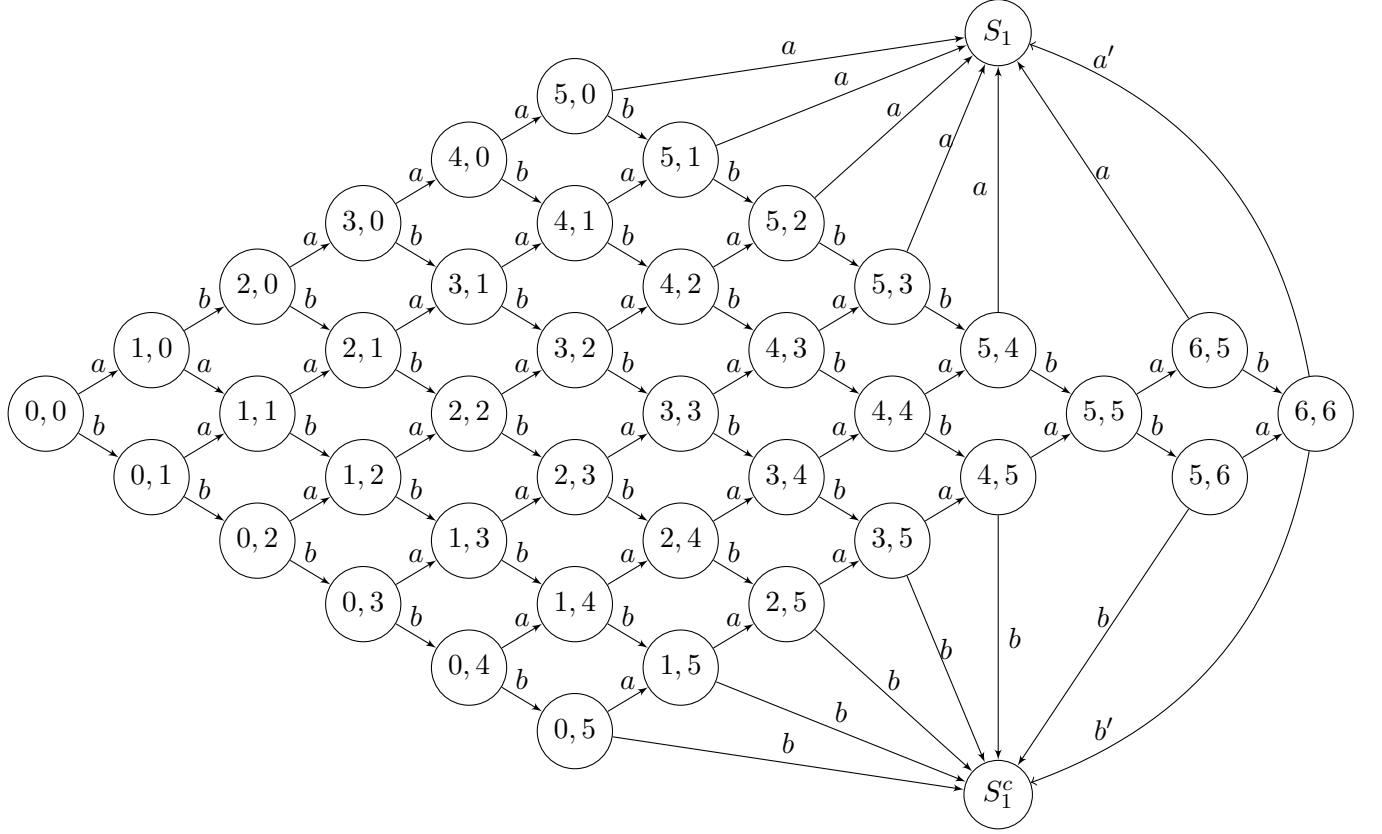 S₁
a a′
a
5, 0
a b a
a
4, 0 5, 1
a b a b a
a
3, 0 4, 1 5, 2
a b a b a b
2, 0 3, 1 4, 2 5, 3
b b a b a b a b
1, 0 2, 1 3, 2 4, 3 5, 4 6, 5
a a a b a b a b a b a b
0, 0 1, 1 2, 2 3, 3 4, 4 5, 5 6, 6
b a b a b a b a b a b a
0, 1 1, 2 2, 3 3, 4 4, 5 5, 6
b a b a b a b a
0, 2 1, 3 2, 4 3, 5
b a b a b a
0, 3 1, 4 2, 5
b a b a b
b b
0, 4 1, 5
b a b
b
0, 5 b′
b
S₁ᶜ